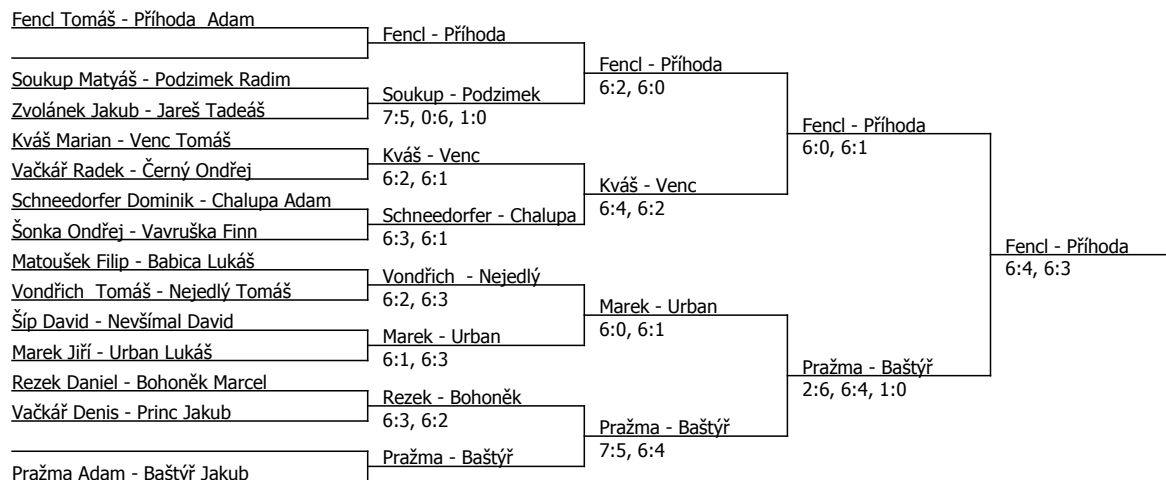 Fencl Tomáš - Příhoda  Adam
Soukup Matyáš - Podzimek Radim
Zvolánek Jakub - Jareš Tadeáš
Kváš Marian - Venc Tomáš
Vačkář Radek - Černý Ondřej
Schneedorfer Dominik - Chalupa Adam
Šonka Ondřej - Vavruška Finn
Matoušek Filip - Babica Lukáš
Vondřich  Tomáš - Nejedlý Tomáš
Šíp David - Nevšímal David
Marek Jiří - Urban Lukáš
Rezek Daniel - Bohoněk Marcel
Vačkář Denis - Princ Jakub
Pražma Adam - Baštýř Jakub
Fencl - Příhoda
Soukup - Podzimek
7:5, 0:6, 1:0
Kváš - Venc
6:2, 6:1
Schneedorfer - Chalupa
6:3, 6:1
Vondřich  - Nejedlý
6:2, 6:3
Marek - Urban
6:1, 6:3
Rezek - Bohoněk
6:3, 6:2
Pražma - Baštýř
Fencl - Příhoda
6:2, 6:0
Kváš - Venc
6:4, 6:2
Marek - Urban
6:0, 6:1
Pražma - Baštýř
7:5, 6:4
Fencl - Příhoda
6:0, 6:1
Pražma - Baštýř
2:6, 6:4, 1:0
Fencl - Příhoda
6:4, 6:3